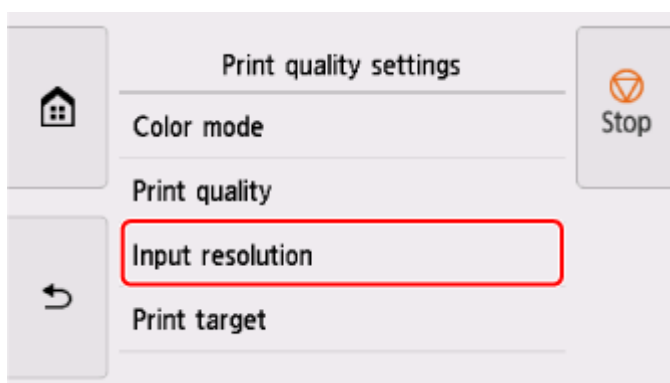 Print quality settings
Color mode
Stop
Print quality
Input resolution
Print target